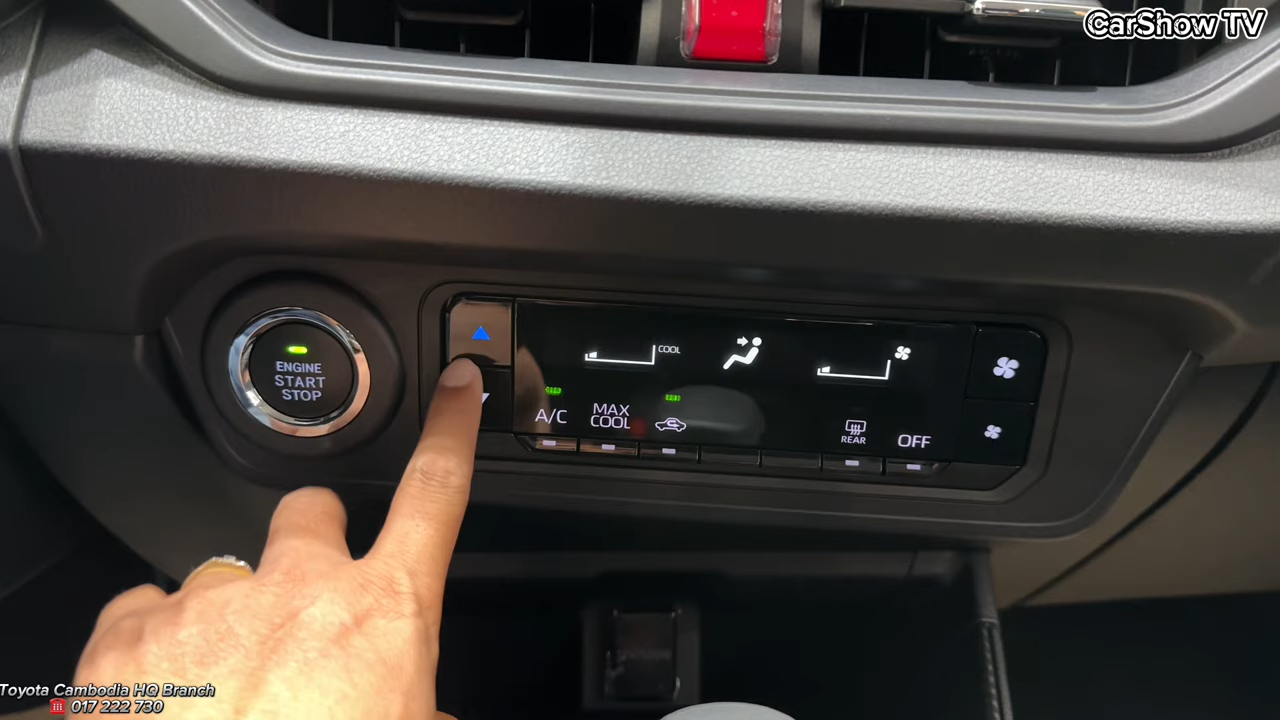 CarShow TV
ENGINE
START
STOP
COOL
A/C
MAX
COOL
REAR
OFF
Toyota Cambodia HQ Branch
017 222 730